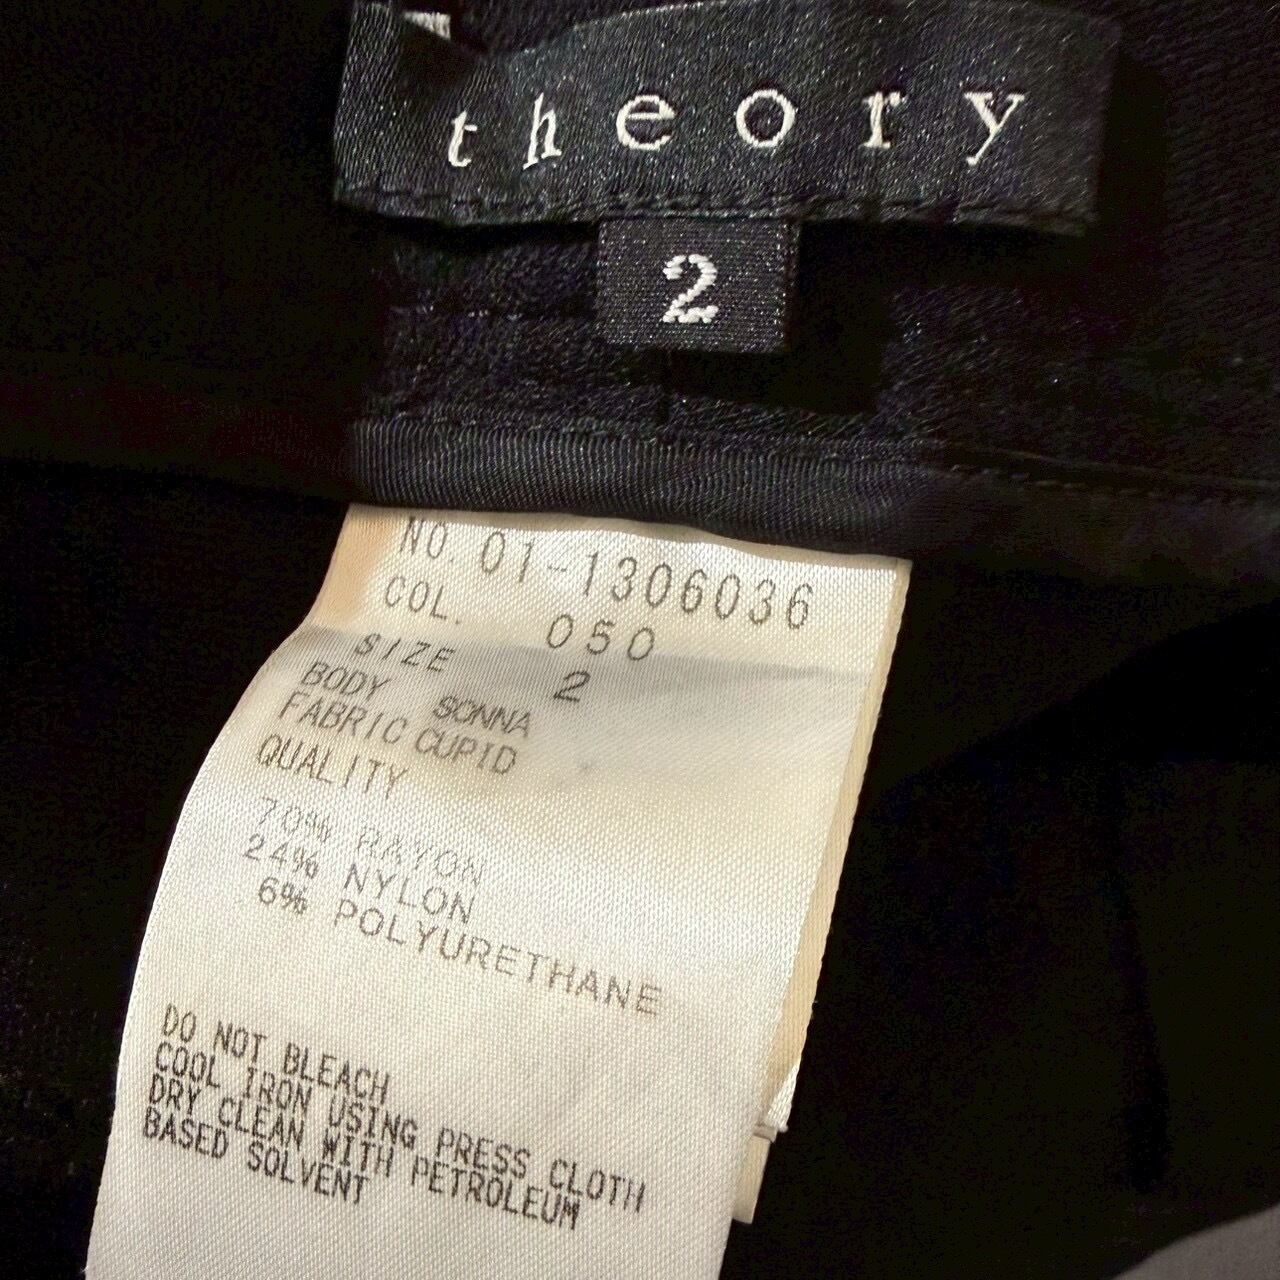 theory
2
NO. 01-1306036
COL. 050
SIZE 2
BODY SONNA
FABRIC CUPID
QUALITY
70% RAYON
24% NYLON
6% POLYURETHANE
DO NOT BLEACH
COOL IRON USING PRESS CLOTH
DRY CLEAN WITH PETROLEUM
BASED SOLVENT